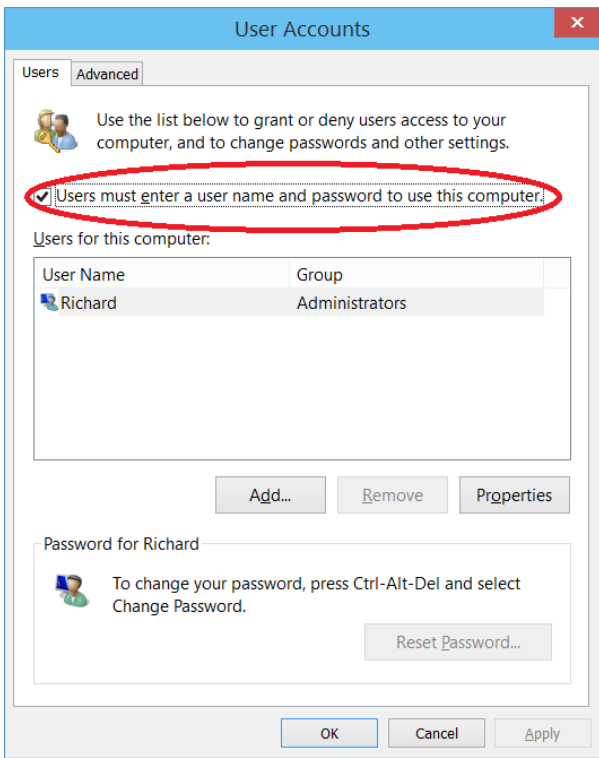 User Accounts
Users
Advanced
Use the list below to grant or deny users access to your
computer, and to change passwords and other settings.
Users must enter a user name and password to use this computer.
Users for this computer:
User Name Group
Richard Administrators
Add... Remove Properties
Password for Richard
To change your password, press Ctrl-Alt-Del and select
Change Password.
Reset Password...
OK Cancel Apply